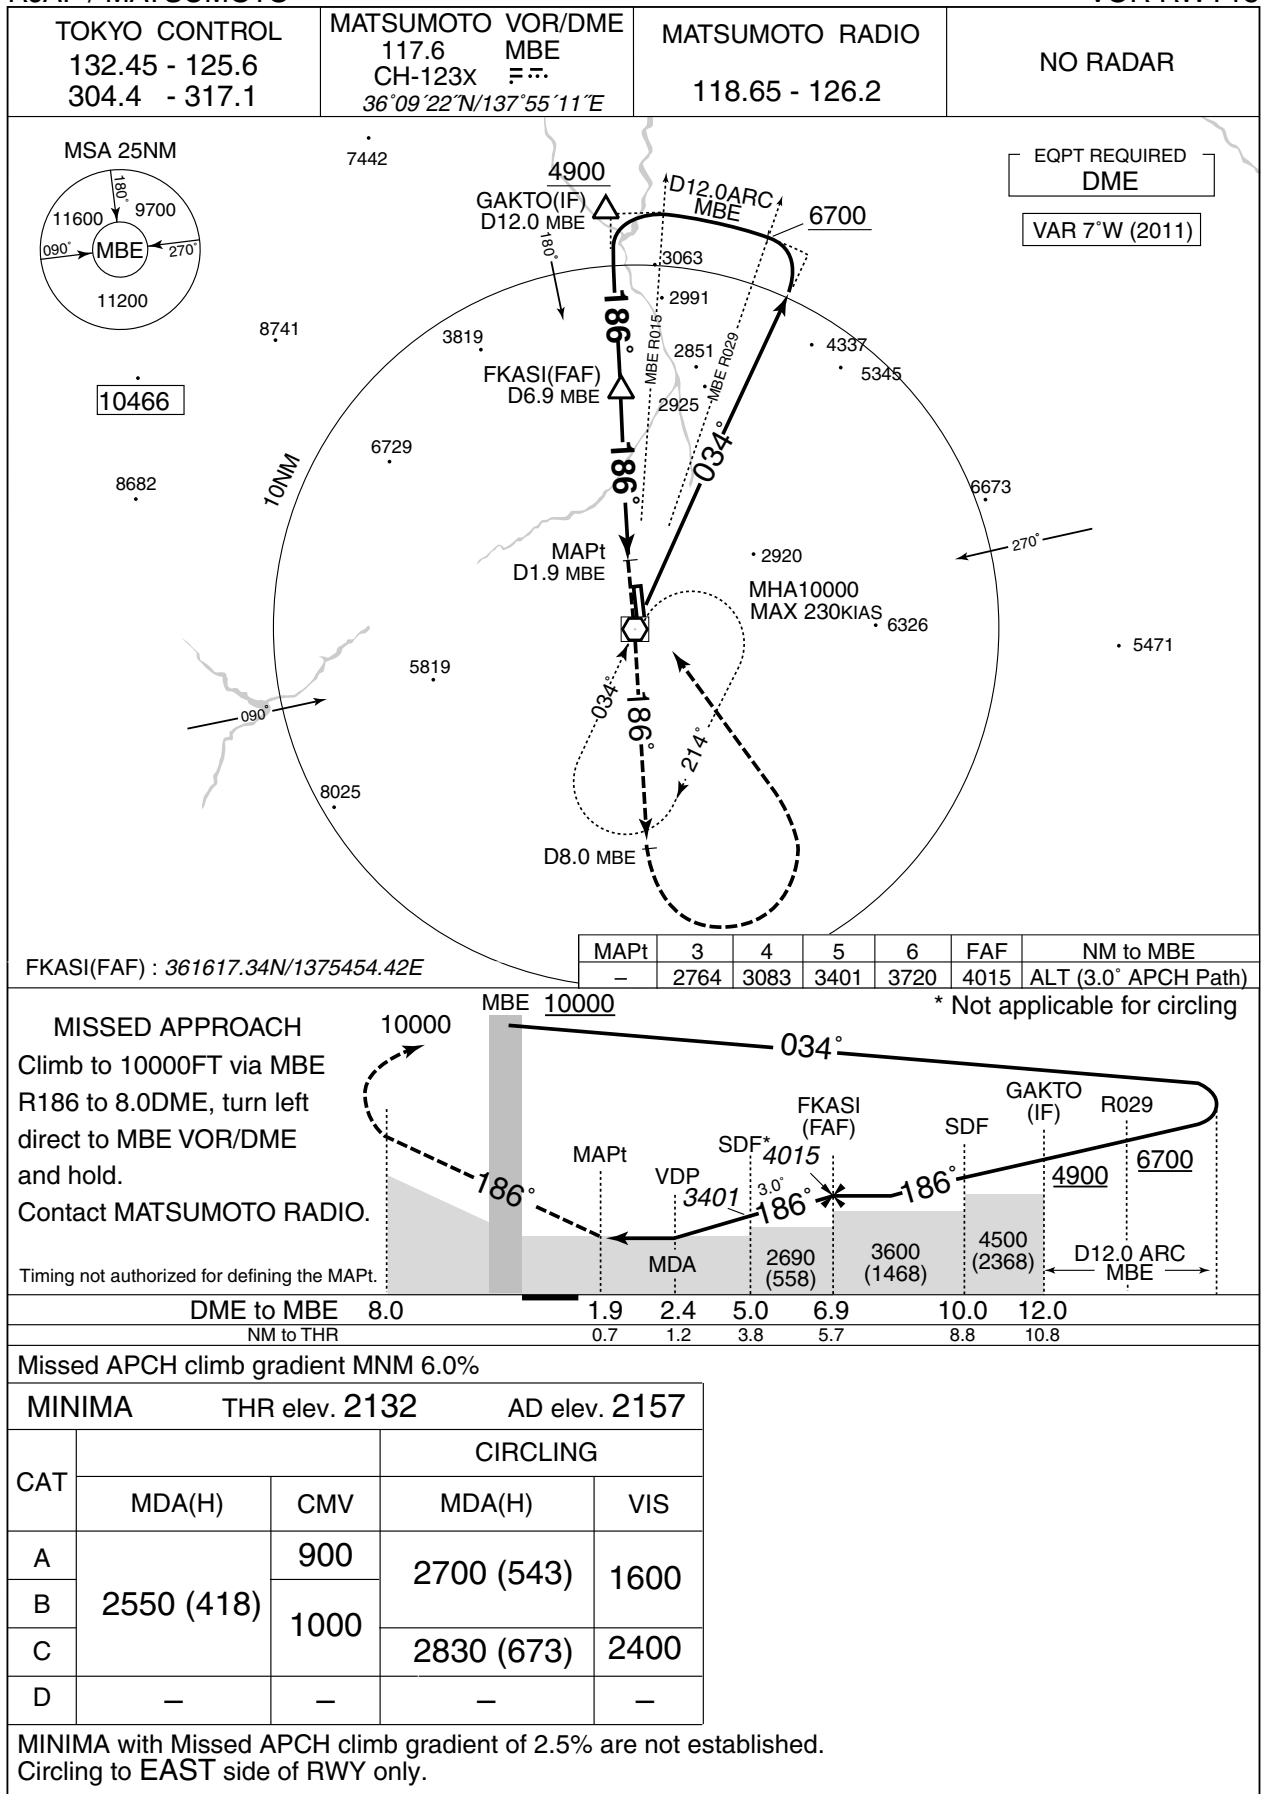 TOKYO CONTROL
132.45 - 125.6
304.4 - 317.1
MATSUMOTO VOR/DME
117.6 MBE
CH-123X
36°09´22˝N/137°55´11˝E
MATSUMOTO RADIO
118.65 - 126.2
NO RADAR
MSA 25NM
180°
11600
9700
090°
MBE
270°
11200
7442
4900
GAKTO(IF)
D12.0 MBE
180°
D12.0ARC
MBE
6700
EQPT REQUIRED
DME
VAR 7°W (2011)
3063
186°
2991
8741
3819
MBE R015
2851
MBE R029
4337
5345
FKASI(FAF)
D6.9 MBE
2925
10466
034°
6729
186°
10NM
8682
6673
270°
MAPt
D1.9 MBE
2920
MHA10000
MAX 230KIAS
6326
5471
5819
034°
186°
090°
214°
8025
D8.0 MBE
FKASI(FAF) : 361617.34N/1375454.42E
MAPt 3 4 5 6 FAF NM to MBE
– 2764 3083 3401 3720 4015 ALT (3.0° APCH Path)
* Not applicable for circling
MISSED APPROACH
Climb to 10000FT via MBE
R186 to 8.0DME, turn left
direct to MBE VOR/DME
and hold.
Contact MATSUMOTO RADIO.
Timing not authorized for defining the MAPt.
10000
MBE 10000
034°
GAKTO
(IF)
R029
FKASI
(FAF)
SDF
SDF*
4015
MAPt
VDP
3401
3.0°
186°
186°
186°
4900
6700
MDA
2690
(558)
3600
(1468)
4500
(2368)
D12.0 ARC
MBE
DME to MBE 8.0 1.9 2.4 5.0 6.9 10.0 12.0
NM to THR 0.7 1.2 3.8 5.7 8.8 10.8
Missed APCH climb gradient MNM 6.0%
MINIMA THR elev. 2132 AD elev. 2157
CAT
CIRCLING
MDA(H) CMV MDA(H) VIS
A 900
2700 (543) 1600
B 2550 (418)
1000
C 2830 (673) 2400
D – – – –
MINIMA with Missed APCH climb gradient of 2.5% are not established.
Circling to EAST side of RWY only.